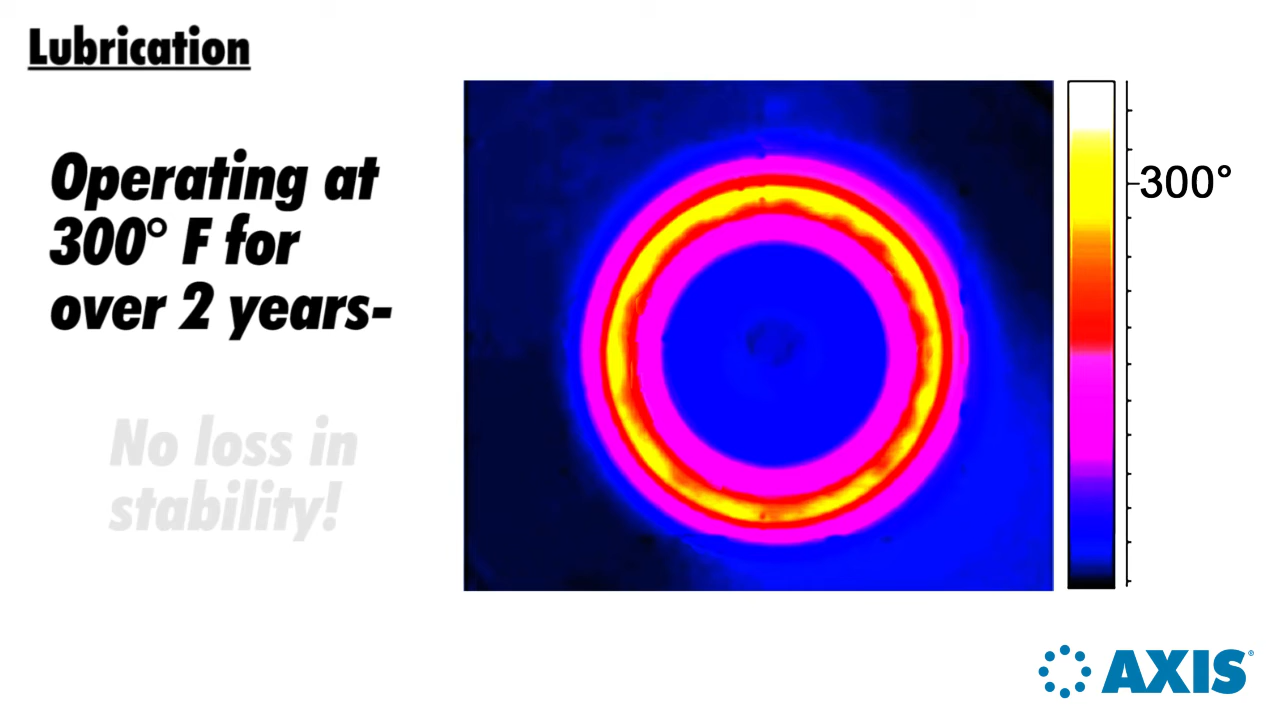 Lubrication
Operating at
300° F for
over 2 years-
No loss in
stability!
300°
AXIS®